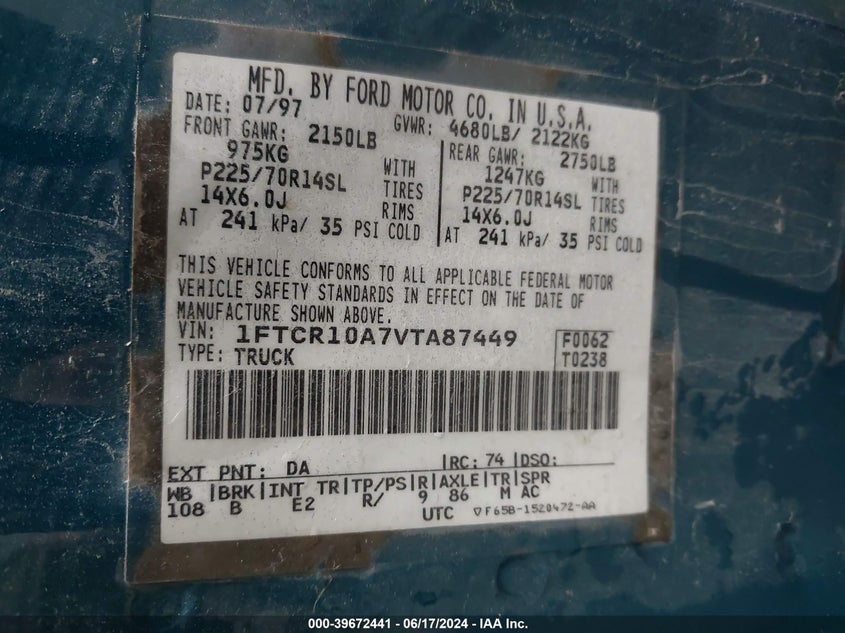 MFD. BY FORD MOTOR CO. IN U.S.A.
DATE: 07/97 GVWR: 4680LB/ 2122KG
FRONT GAWR: 2150LB
975KG WITH
P225/70R14SL TIRES
14X6.0J RIMS
AT 241 kPa/ 35 PSI COLD
REAR GAWR: 2750LB
1247KG WITH
P225/70R14SL TIRES
14X6.0J RIMS
AT 241 kPa/ 35 PSI COLD
THIS VEHICLE CONFORMS TO ALL APPLICABLE FEDERAL MOTOR
VEHICLE SAFETY STANDARDS IN EFFECT ON THE DATE OF
MANUFACTURE SHOWN ABOVE.
VIN: 1FTCR10A7VTA87449 F0062
TYPE: TRUCK T0238
EXT PNT: DA RC: 74 DSO:
WB |BRK|INT TR|TP/PS|R|AXLE|TR|SPR
108 B E2 R/ 9 86 M AC
UTC ▽F65B-1520472-AA
000-39672441 - 06/17/2024 - IAA Inc.